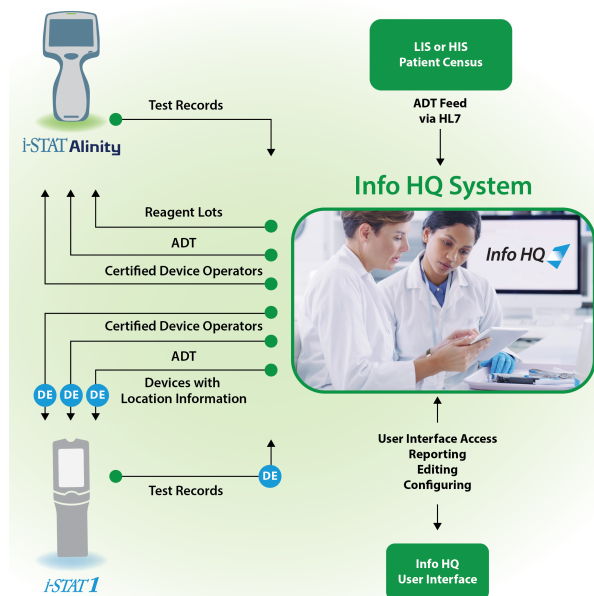 LIS or HIS
Patient Census
Test Records
ADT Feed
via HL7
i-STAT Alinity
Info HQ System
Reagent Lots
ADT
Certified Device Operators
Info HQ
Certified Device Operators
ADT
Devices with
Location Information
DE
DE
DE
User Interface Access
Reporting
Editing
Configuring
DE
Test Records
Info HQ
User Interface
i-STAT 1